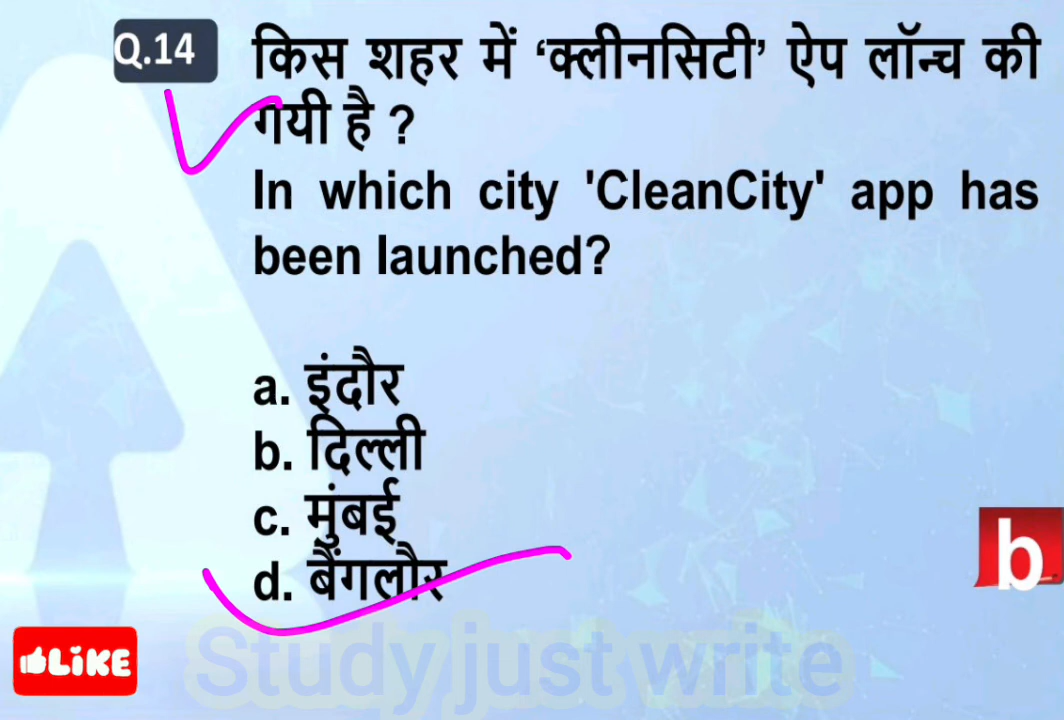 Q.14
किस शहर में ‘क्लीनसिटी’ ऐप लॉन्च की
गयी है ?
In which city 'CleanCity' app has
been launched?
a. इंदौर
b. दिल्ली
c. मुंबई
d. बैंगलौर
b
LiKE
Study just write